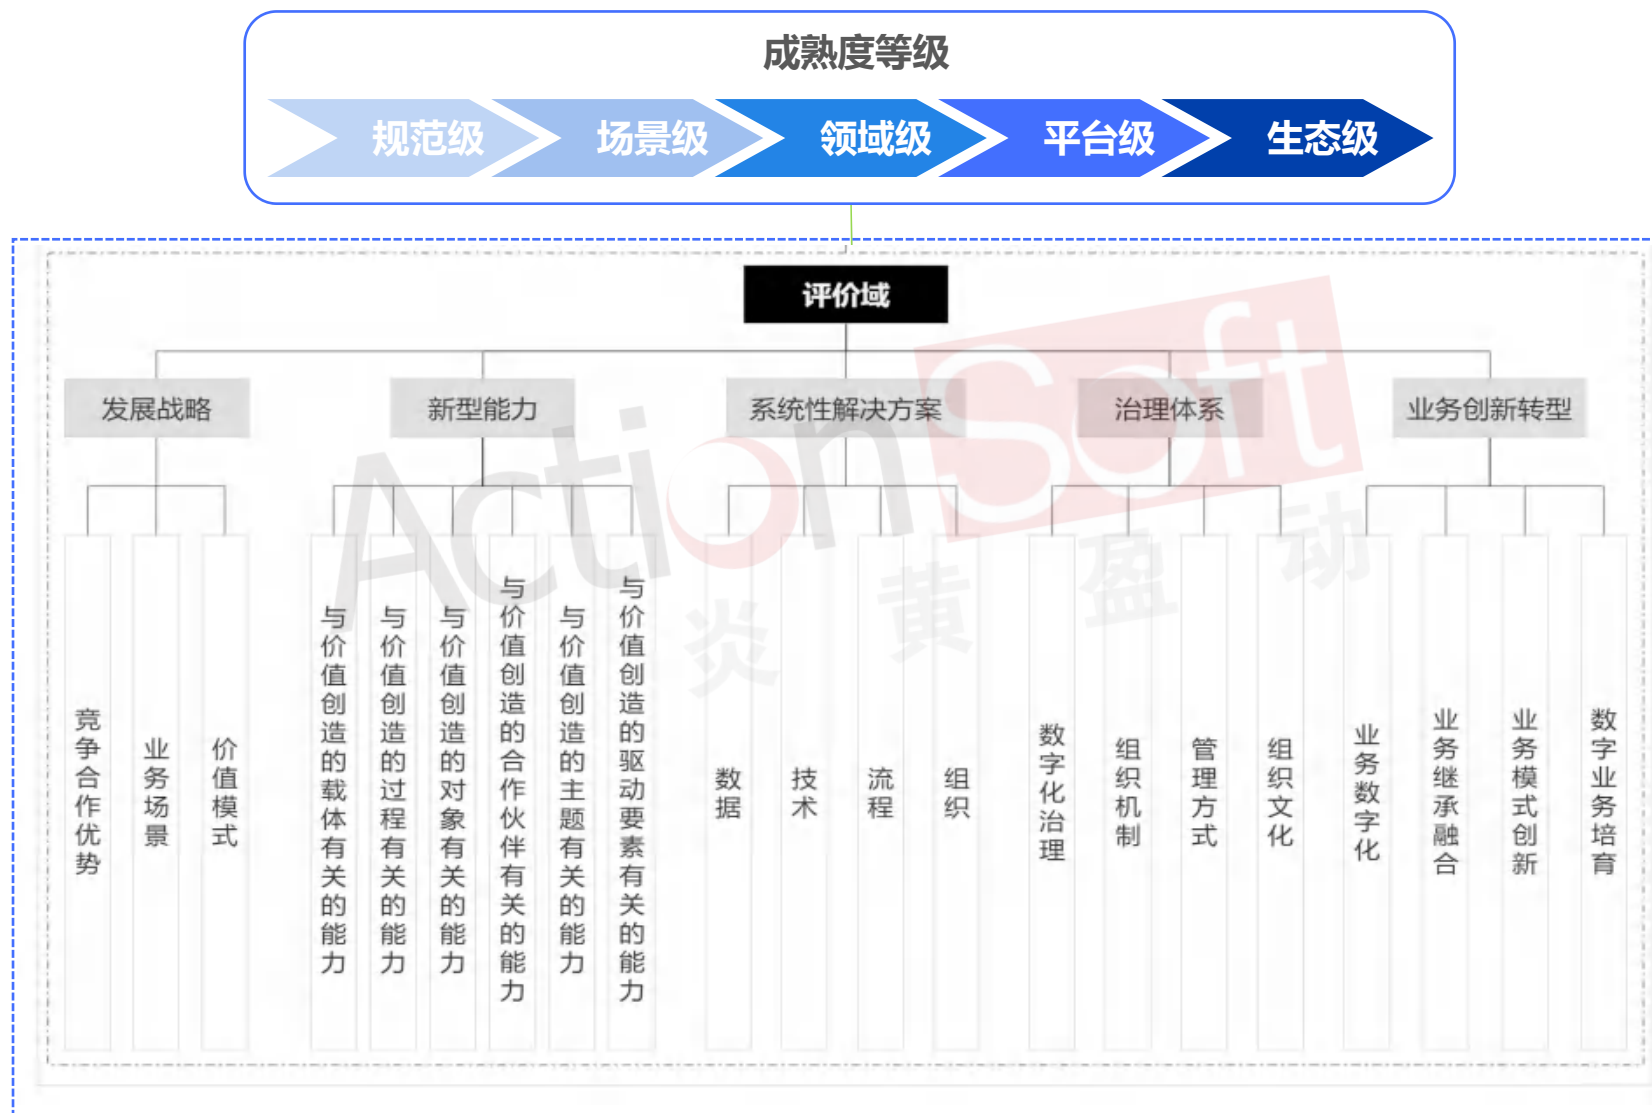 成熟度等级
规范级
场景级
领域级
平台级
生态级
评价域
发展战略
新型能力
系统性解决方案
治理体系
业务创新转型
竞争合作优势
业务场景
价值模式
与价值创造的载体有关的能力
与价值创造的过程有关的能力
与价值创造的对象有关的能力
与价值创造的合作伙伴有关的能力
与价值创造的主题有关的能力
与价值创造的驱动要素有关的能力
数据
技术
流程
组织
数字化治理
组织机制
管理方式
组织文化
业务数字化
业务继承融合
业务模式创新
数字业务培育
ActionSoft
炎黄盈动